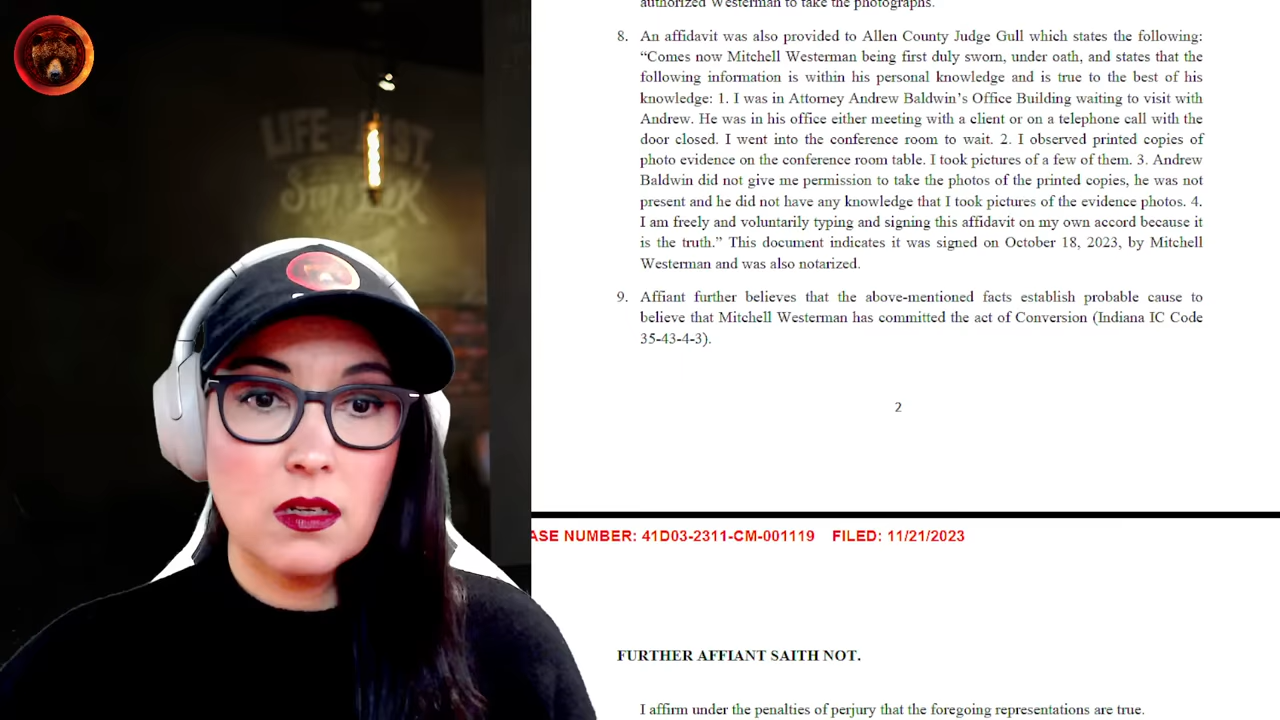 authorized Westerman to take the photographs.
8. An affidavit was also provided to Allen County Judge Gull which states the following:
“Comes now Mitchell Westerman being first duly sworn, under oath, and states that the
following information is within his personal knowledge and is true to the best of his
knowledge: 1. I was in Attorney Andrew Baldwin’s Office Building waiting to visit with
Andrew. He was in his office either meeting with a client or on a telephone call with the
door closed. I went into the conference room to wait. 2. I observed printed copies of
photo evidence on the conference room table. I took pictures of a few of them. 3. Andrew
Baldwin did not give me permission to take the photos of the printed copies, he was not
present and he did not have any knowledge that I took pictures of the evidence photos. 4.
I am freely and voluntarily typing and signing this affidavit on my own accord because it
is the truth.” This document indicates it was signed on October 18, 2023, by Mitchell
Westerman and was also notarized.
9. Affiant further believes that the above-mentioned facts establish probable cause to
believe that Mitchell Westerman has committed the act of Conversion (Indiana IC Code
35-43-4-3).
2
ASE NUMBER: 41D03-2311-CM-001119 FILED: 11/21/2023
FURTHER AFFIANT SAITH NOT.
I affirm under the penalties of perjury that the foregoing representations are true.
LIFE